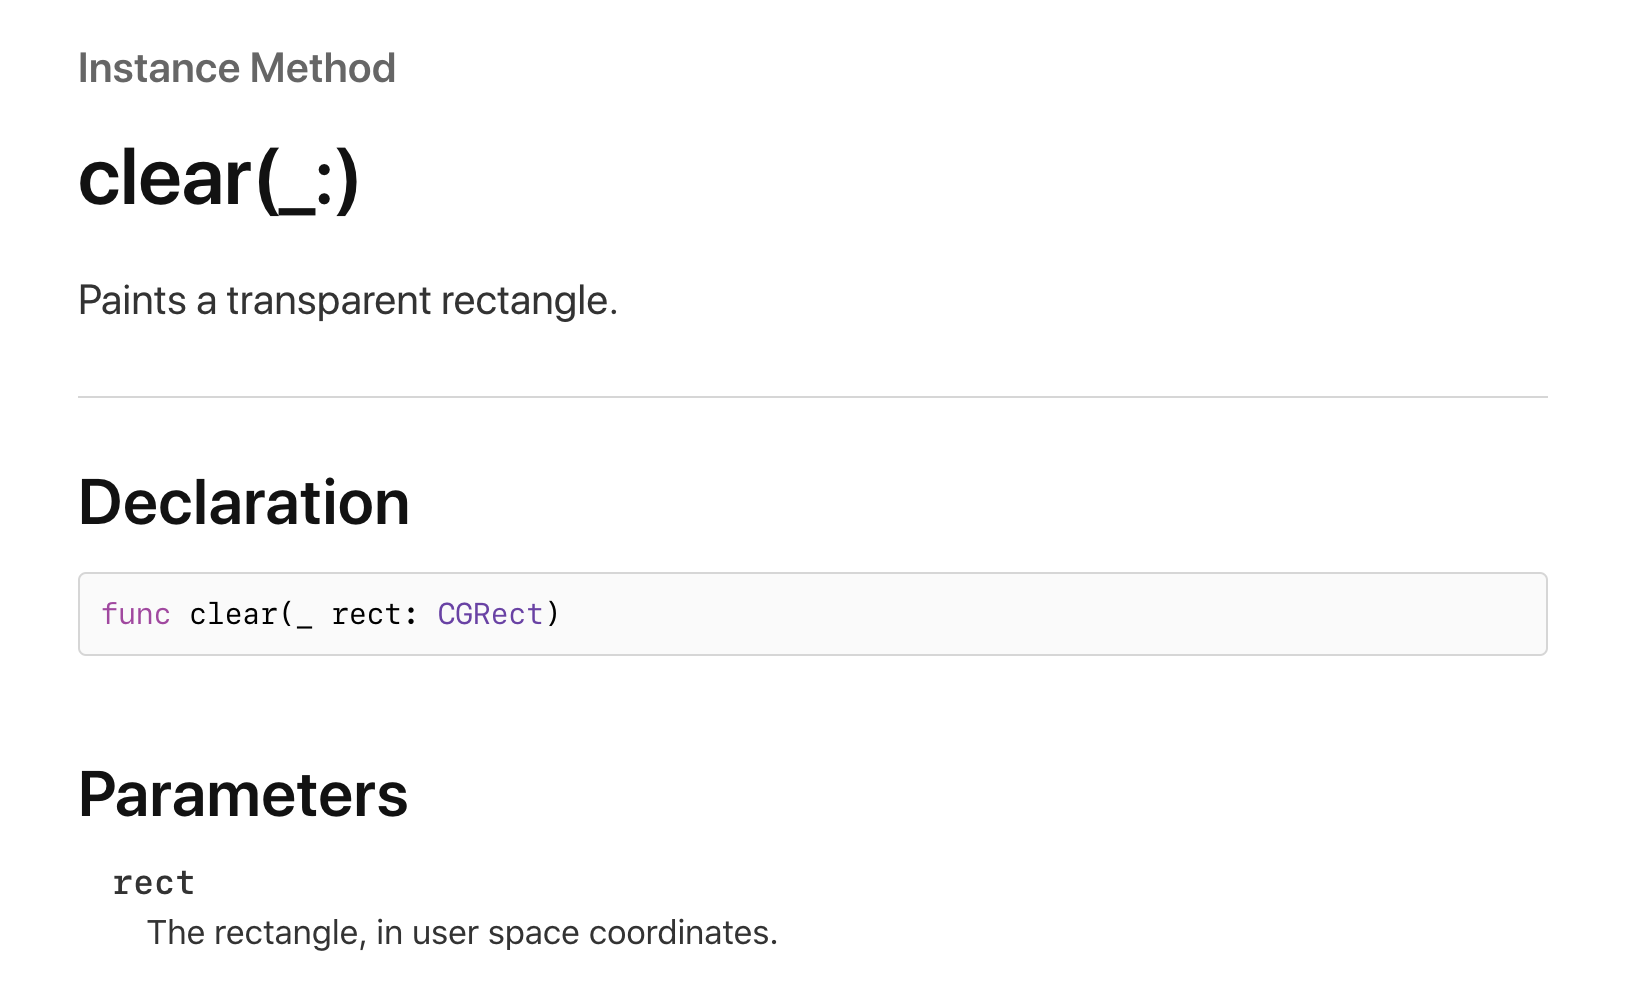 Instance Method
clear(_:)
Paints a transparent rectangle.
Declaration
func clear(_ rect: CGRect)
Parameters
rect
The rectangle, in user space coordinates.